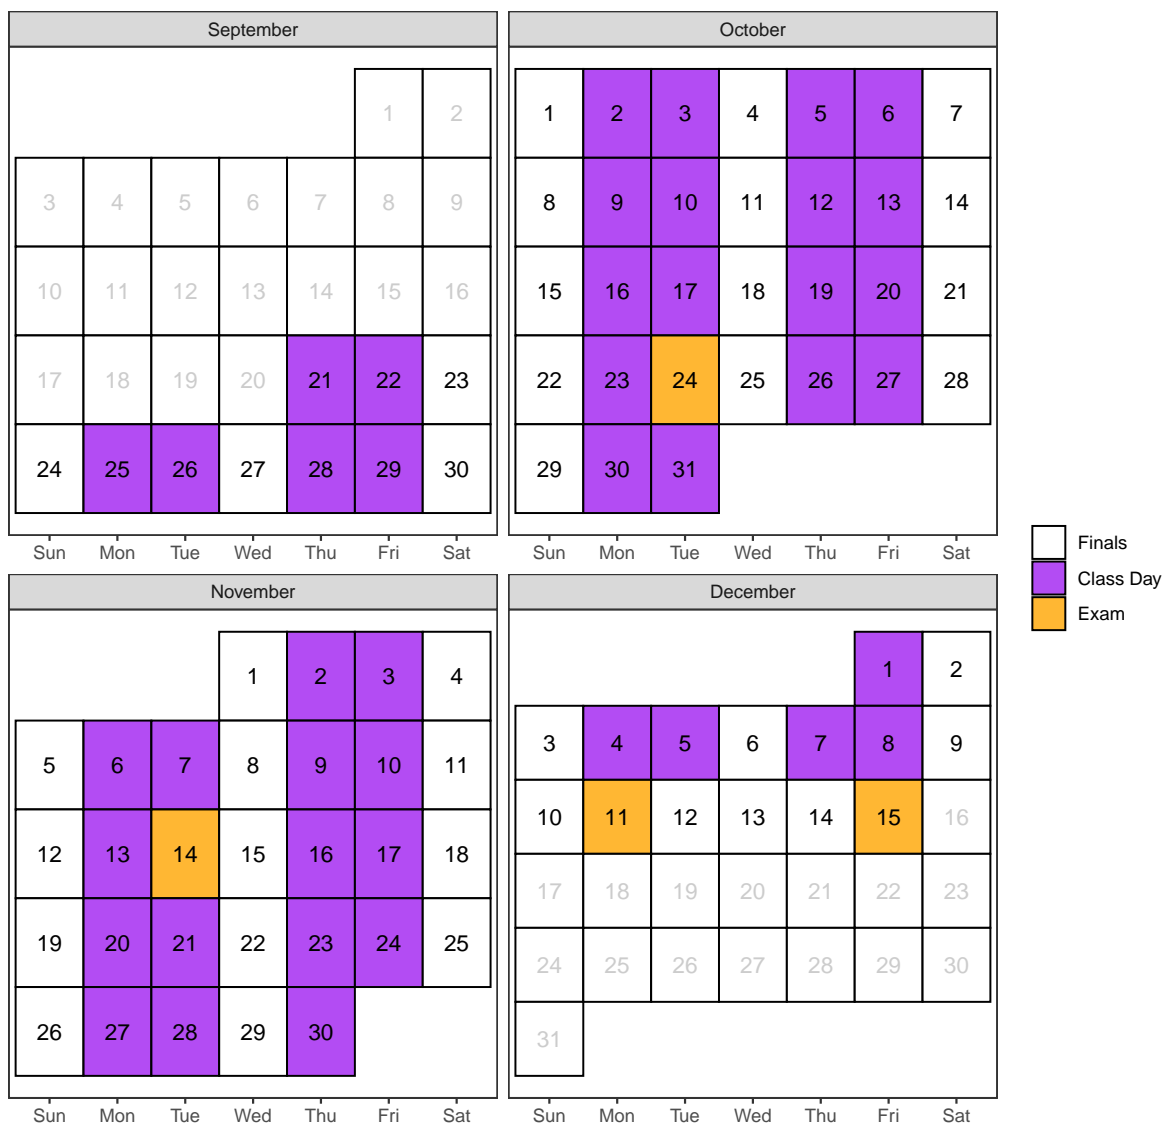 September
1 2
3 4 5 6 7 8 9
10 11 12 13 14 15 16
17 18 19 20 21 22 23
24 25 26 27 28 29 30
Sun Mon Tue Wed Thu Fri Sat
October
1 2 3 4 5 6 7
8 9 10 11 12 13 14
15 16 17 18 19 20 21
22 23 24 25 26 27 28
29 30 31
Sun Mon Tue Wed Thu Fri Sat
November
1 2 3 4
5 6 7 8 9 10 11
12 13 14 15 16 17 18
19 20 21 22 23 24 25
26 27 28 29 30
Sun Mon Tue Wed Thu Fri Sat
December
1 2
3 4 5 6 7 8 9
10 11 12 13 14 15 16
17 18 19 20 21 22 23
24 25 26 27 28 29 30
31
Sun Mon Tue Wed Thu Fri Sat
Finals
Class Day
Exam